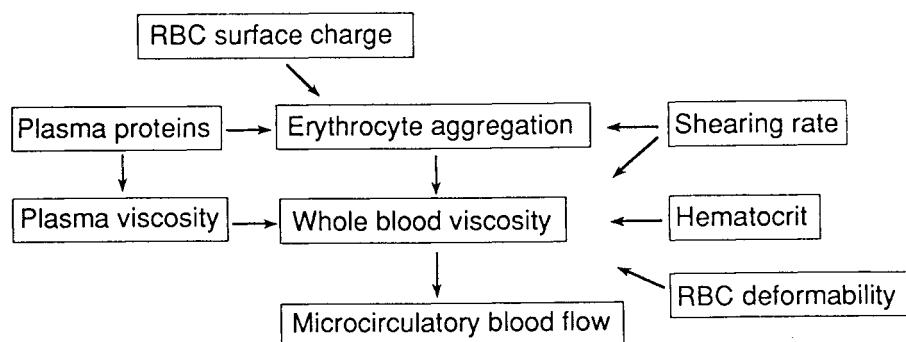 RBC surface charge
Plasma proteins
Erythrocyte aggregation
Shearing rate
Plasma viscosity
Whole blood viscosity
Hematocrit
RBC deformability
Microcirculatory blood flow